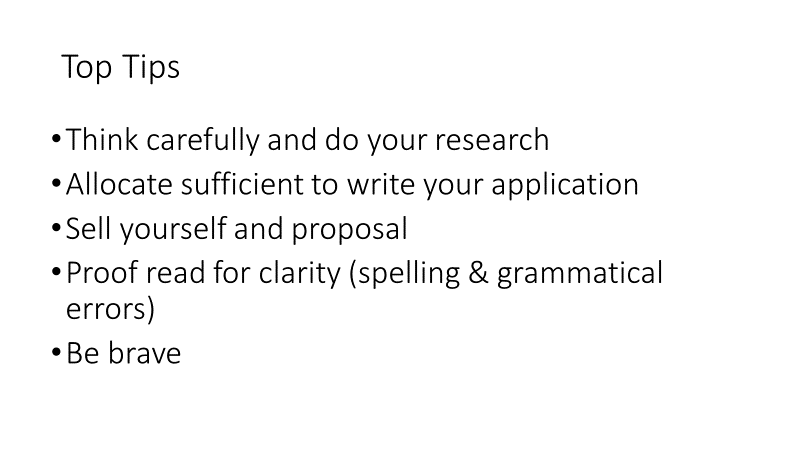 Top Tips
•Think carefully and do your research
•Allocate sufficient to write your application
•Sell yourself and proposal
•Proof read for clarity (spelling & grammatical
errors)
•Be brave